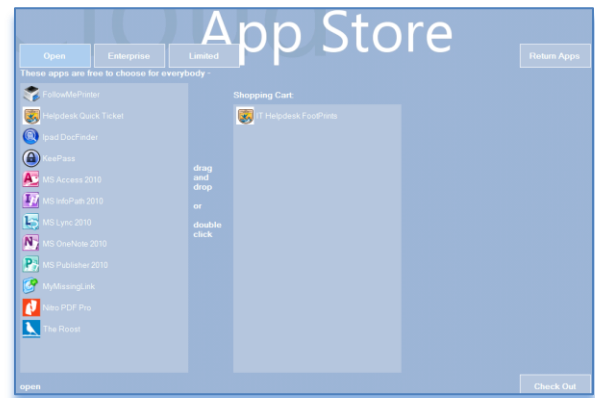 App Store
Open
Enterprise
Limited
Return Apps
These apps are free to choose for everybody -
FollowMePrinter
Helpdesk Quick Ticket
Ipad DocFinder
KeePass
MS Access 2010
MS InfoPath 2010
MS Lync 2010
MS OneNote 2010
MS Publisher 2010
MyMissingLink
Nitro PDF Pro
The Roost
drag
and
drop
or
double
click
Shopping Cart:
IT Helpdesk FootPrints
open
Check Out